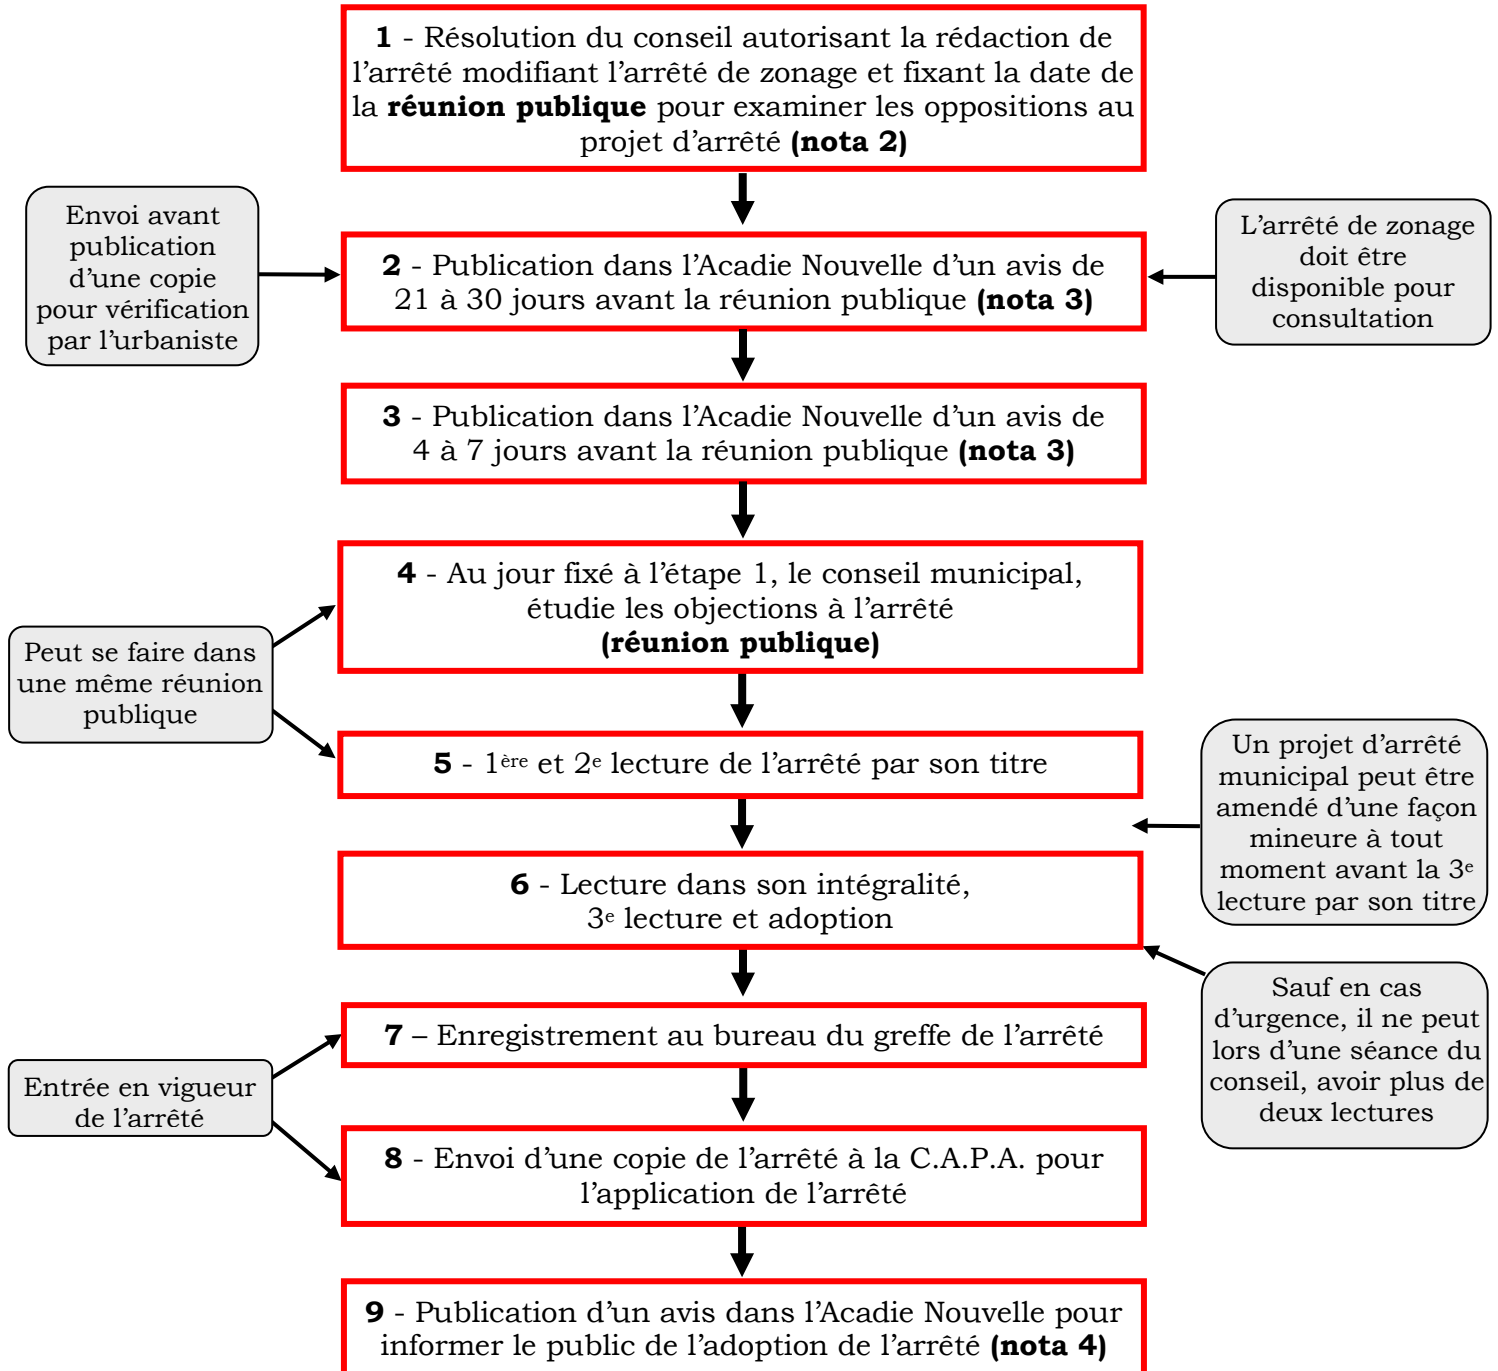 1 - Résolution du conseil autorisant la rédaction de
l’arrêté modifiant l’arrêté de zonage et fixant la date de
la réunion publique pour examiner les oppositions au
projet d’arrêté (nota 2)
Envoi avant
publication
d’une copie
pour vérification
par l’urbaniste
2 - Publication dans l’Acadie Nouvelle d’un avis de
21 à 30 jours avant la réunion publique (nota 3)
L’arrêté de zonage
doit être
disponible pour
consultation
3 - Publication dans l’Acadie Nouvelle d’un avis de
4 à 7 jours avant la réunion publique (nota 3)
4 - Au jour fixé à l’étape 1, le conseil municipal,
étudie les objections à l’arrêté
(réunion publique)
Peut se faire dans
une même réunion
publique
5 - 1ère et 2e lecture de l’arrêté par son titre
Un projet d’arrêté
municipal peut être
amendé d’une façon
mineure à tout
moment avant la 3e
lecture par son titre
6 - Lecture dans son intégralité,
3e lecture et adoption
Sauf en cas
d’urgence, il ne peut
lors d’une séance du
conseil, avoir plus de
deux lectures
7 – Enregistrement au bureau du greffe de l’arrêté
Entrée en vigueur
de l’arrêté
8 - Envoi d’une copie de l’arrêté à la C.A.P.A. pour
l’application de l’arrêté
9 - Publication d’un avis dans l’Acadie Nouvelle pour
informer le public de l’adoption de l’arrêté (nota 4)